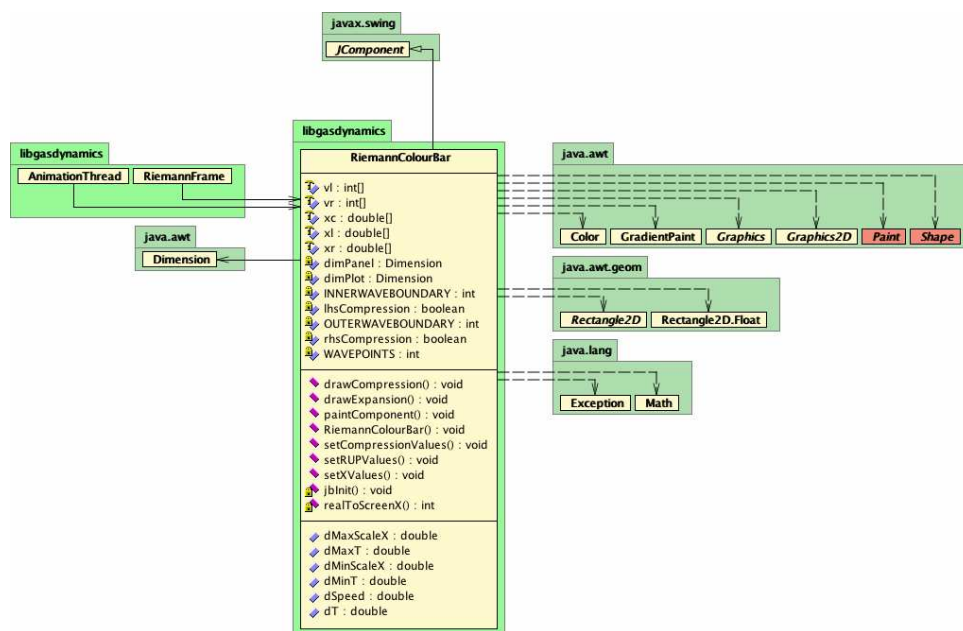 javax.swing
JComponent
libgasdynamics
AnimationThread RiemannFrame
java.awt
Dimension
libgasdynamics
RiemannColourBar
vl : int[]
vr : int[]
xc : double[]
xl : double[]
xr : double[]
dimPanel : Dimension
dimPlot : Dimension
INNERWAVEBOUNDARY : int
lhsCompression : boolean
OUTERWAVEBOUNDARY : int
rhsCompression : boolean
WAVEPOINTS : int
drawCompression() : void
drawExpansion() : void
paintComponent() : void
RiemannColourBar() : void
setCompressionValues() : void
setRUPValues() : void
setXValues() : void
jbInit() : void
realToScreenX() : int
dMaxScaleX : double
dMaxT : double
dMinScaleX : double
dMinT : double
dSpeed : double
dT : double
java.awt
Color GradientPaint Graphics Graphics2D Paint Shape
java.awt.geom
Rectangle2D Rectangle2D.Float
java.lang
Exception Math